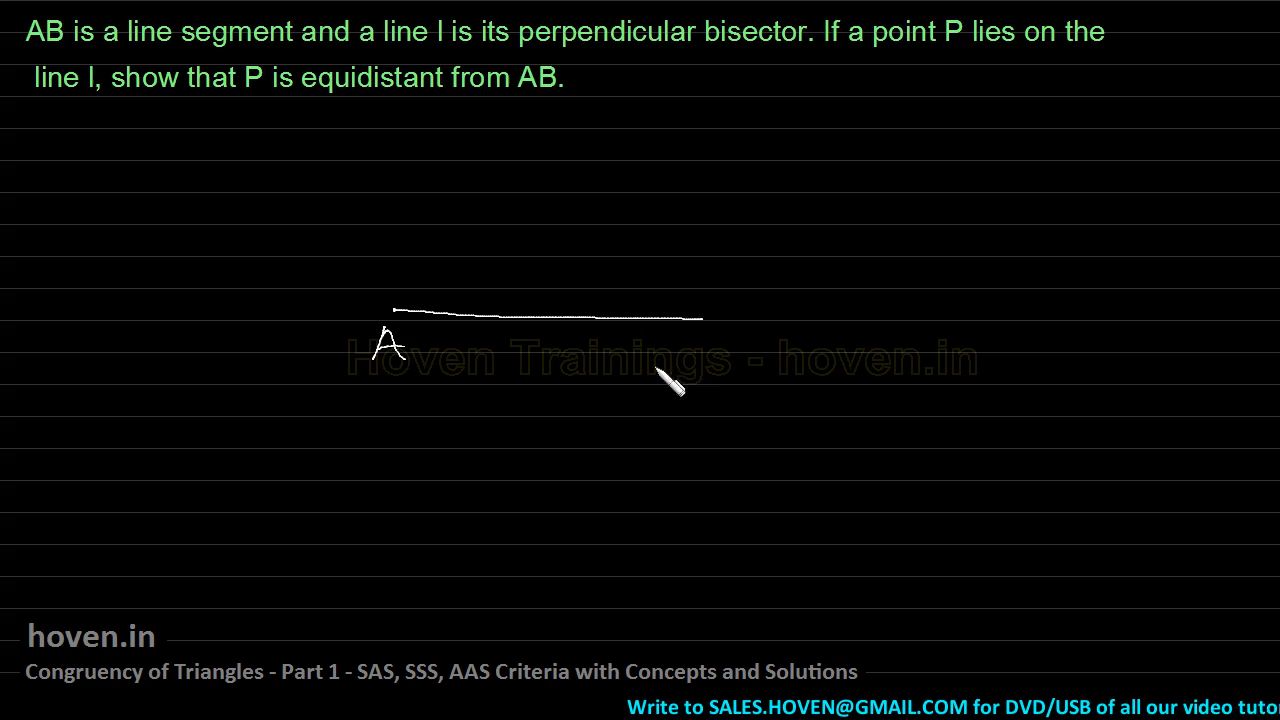 AB is a line segment and a line l is its perpendicular bisector. If a point P lies on the
line l, show that P is equidistant from AB.
A
Hoven Trainings - hoven.in
hoven.in
Congruency of Triangles - Part 1 - SAS, SSS, AAS Criteria with Concepts and Solutions
Write to SALES.HOVEN@GMAIL.COM for DVD/USB of all our video tuto